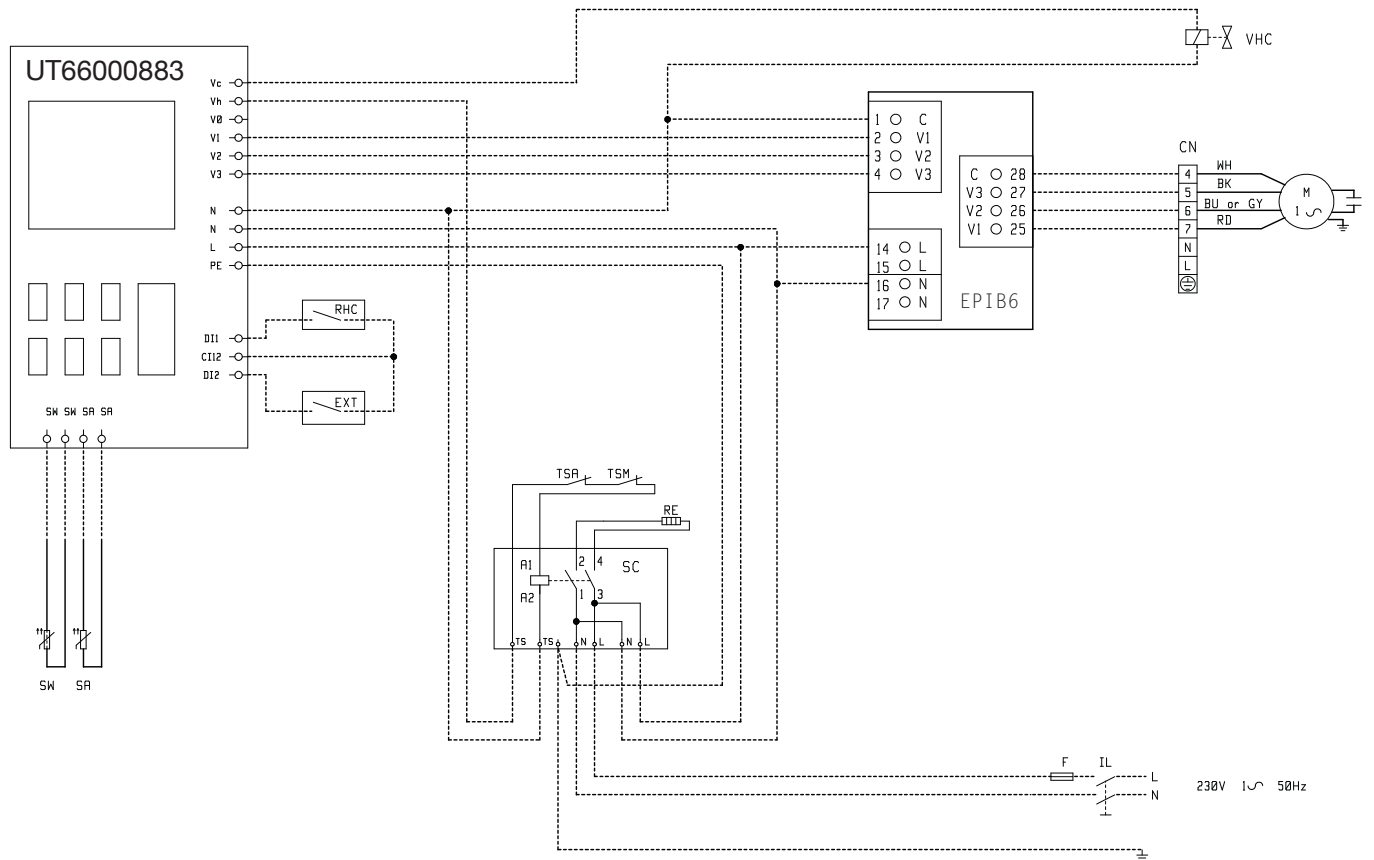 UT66000883
VHC
Vc
Vh
V0
V1
V2
V3
N
N
L
PE
1 C
2 V1
3 V2
4 V3
C 28
V3 27
V2 26
V1 25
14 L
15 L
16 N
17 N
EPIB6
CN
4 WH
5 BK
6 BU or GY
7 RD
N
L
M
1
RHC
DI1
CI12
DI2
EXT
SW SW SA SA
TSA TSM
RE
A1 2 4 SC
A2 1 3
TS TS N L N L
SW SA
F IL
L
N
230V 1 50Hz